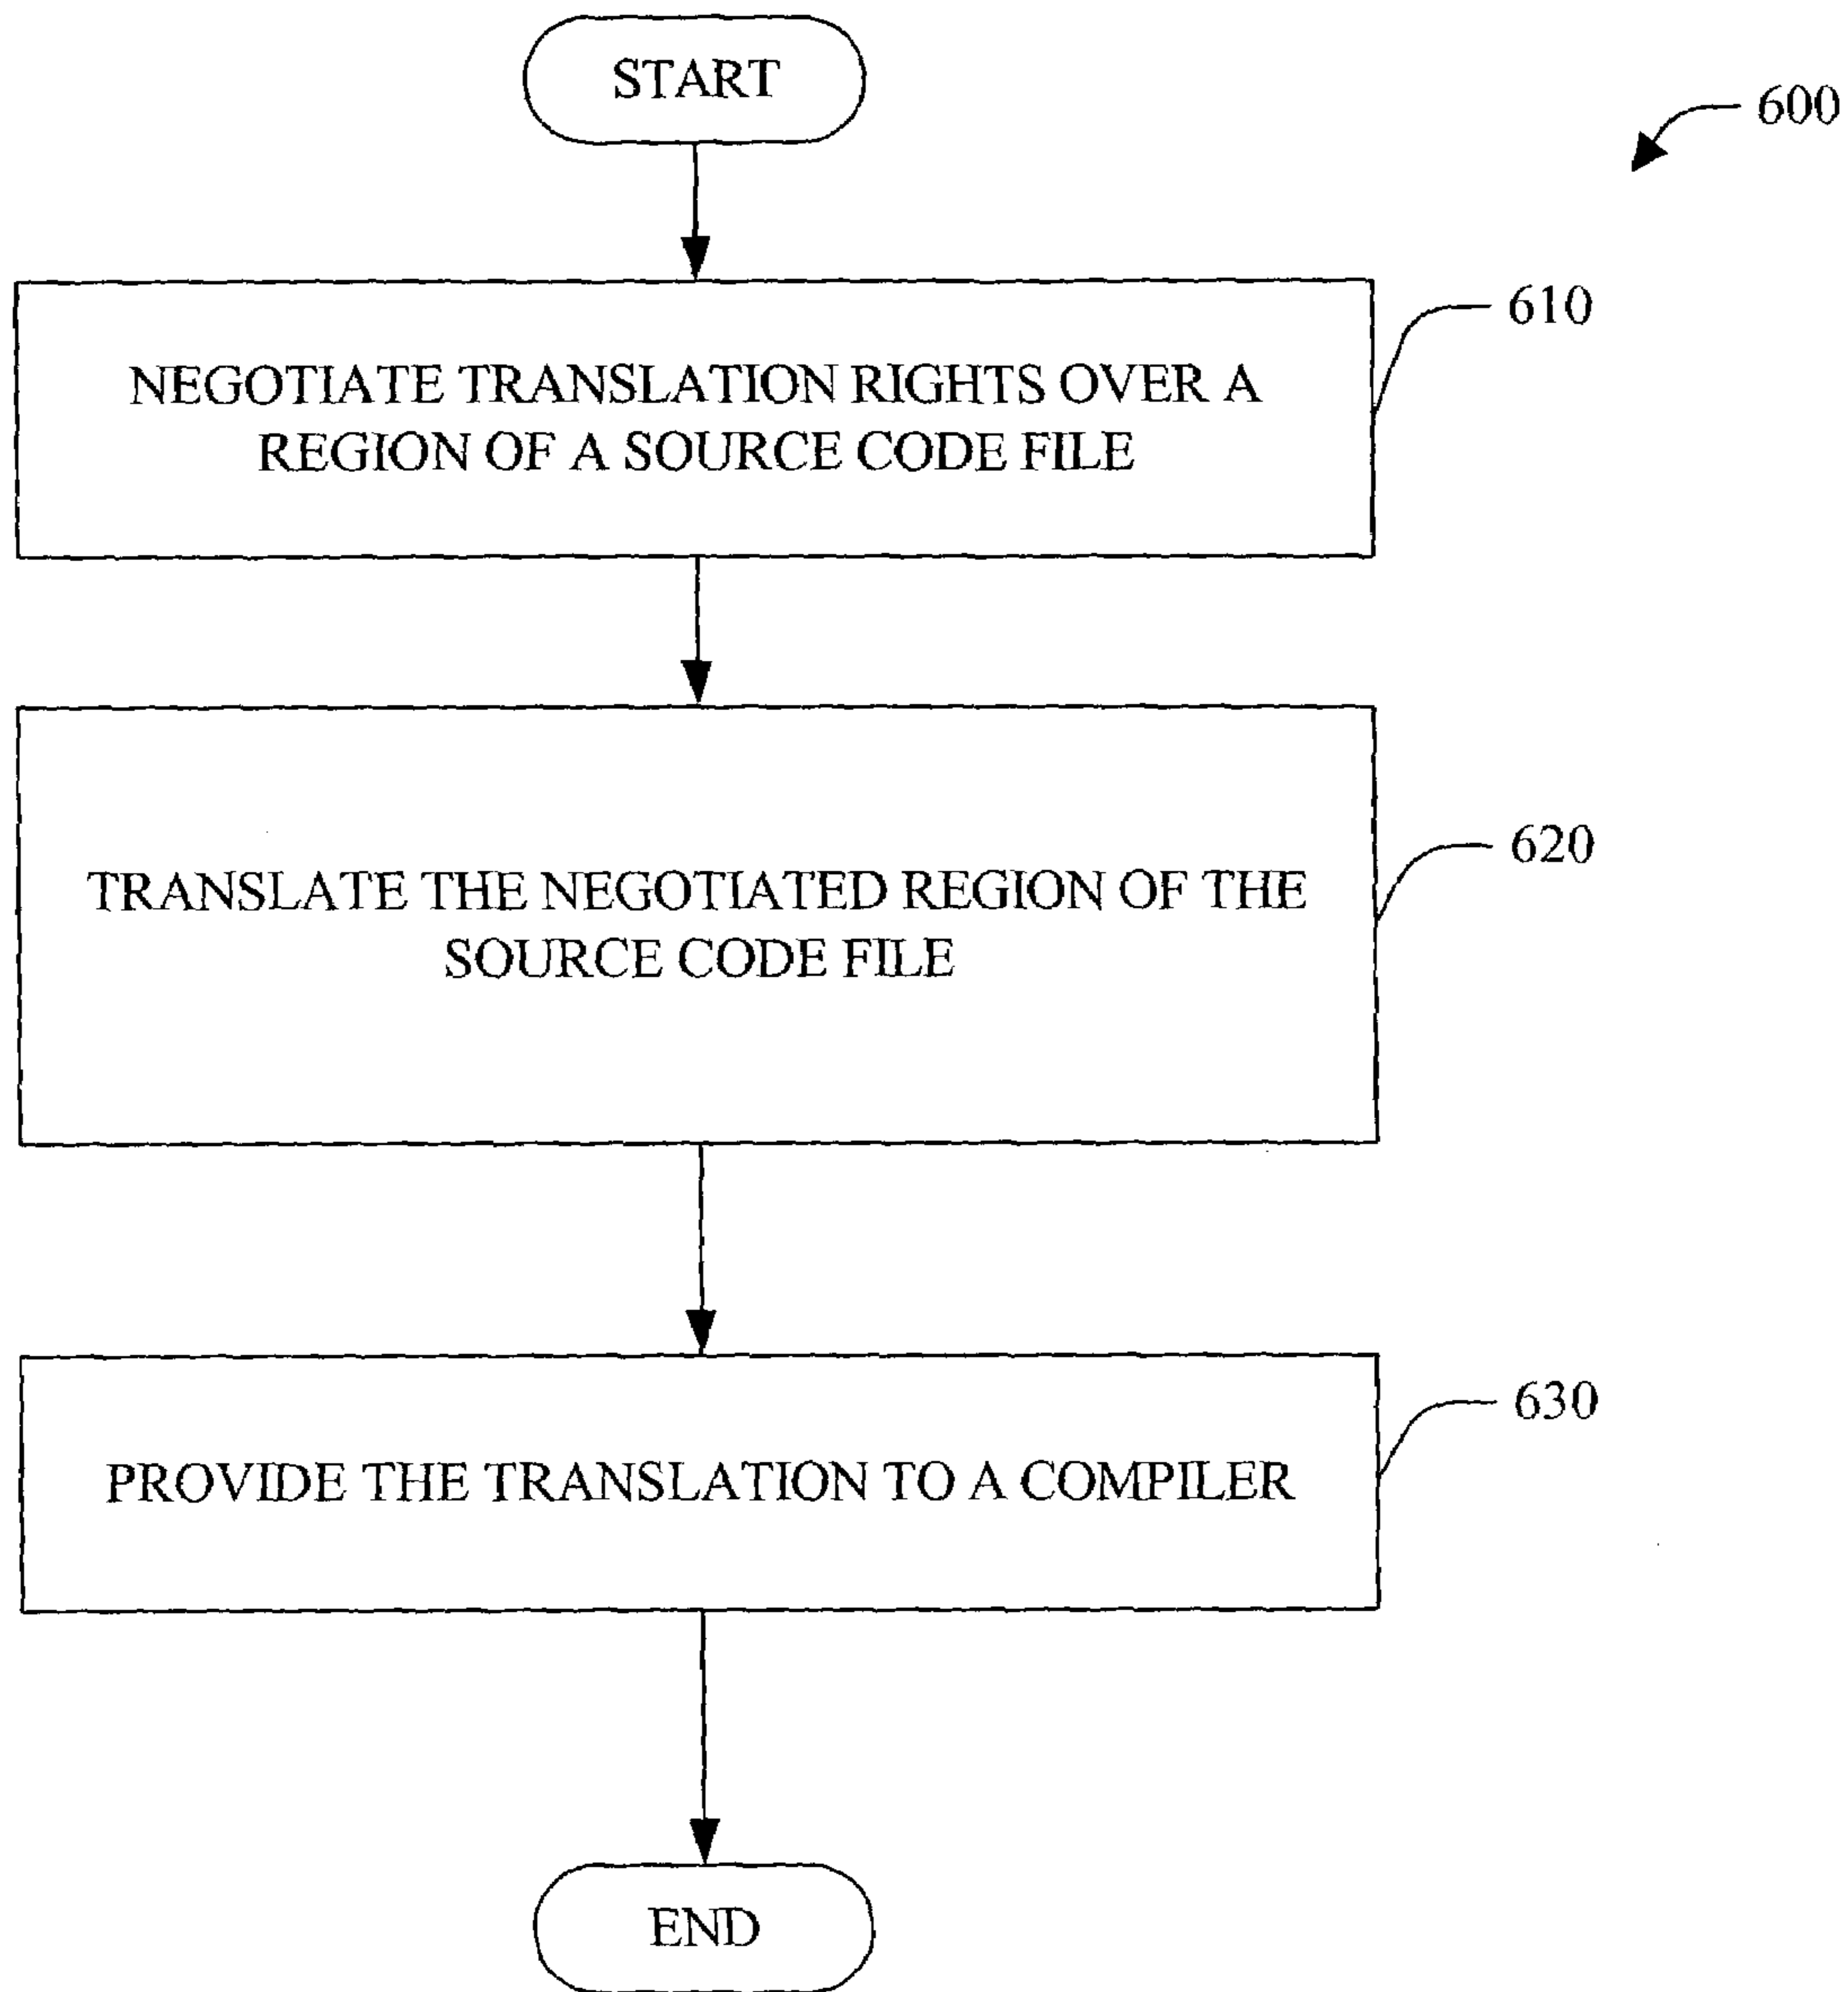 START
600
NEGOTIATE TRANSLATION RIGHTS OVER A
REGION OF A SOURCE CODE FILE
610
TRANSLATE THE NEGOTIATED REGION OF THE
SOURCE CODE FILE
620
PROVIDE THE TRANSLATION TO A COMPILER
630
END